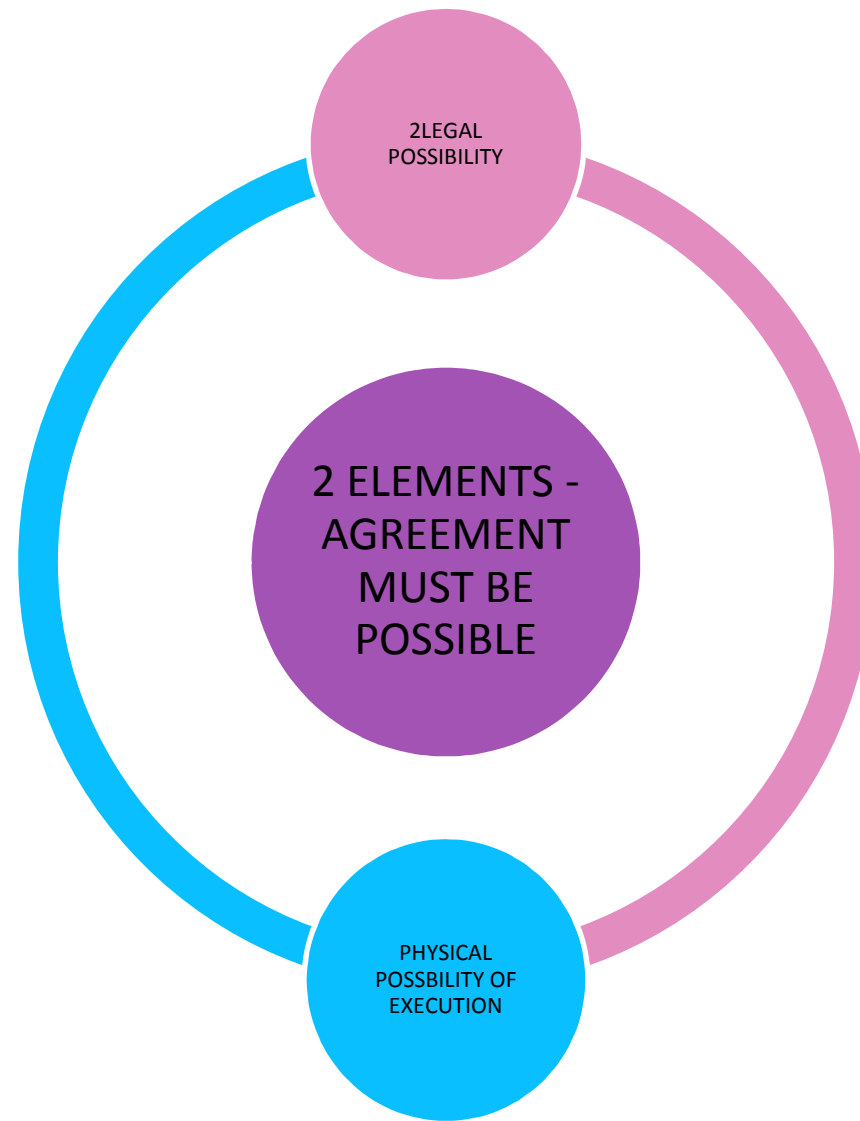 2LEGAL
POSSIBILITY
2 ELEMENTS -
AGREEMENT
MUST BE
POSSIBLE
PHYSICAL
POSSBILITY OF
EXECUTION